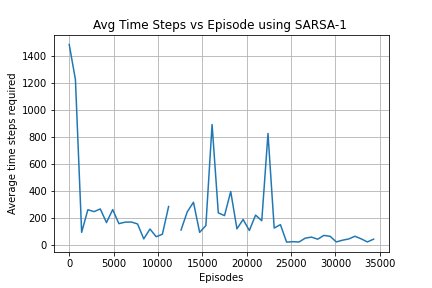 Avg Time Steps vs Episode using SARSA-1
Average time steps required
1400
1200
1000
800
600
400
200
0
0 5000 10000 15000 20000 25000 30000 35000
Episodes